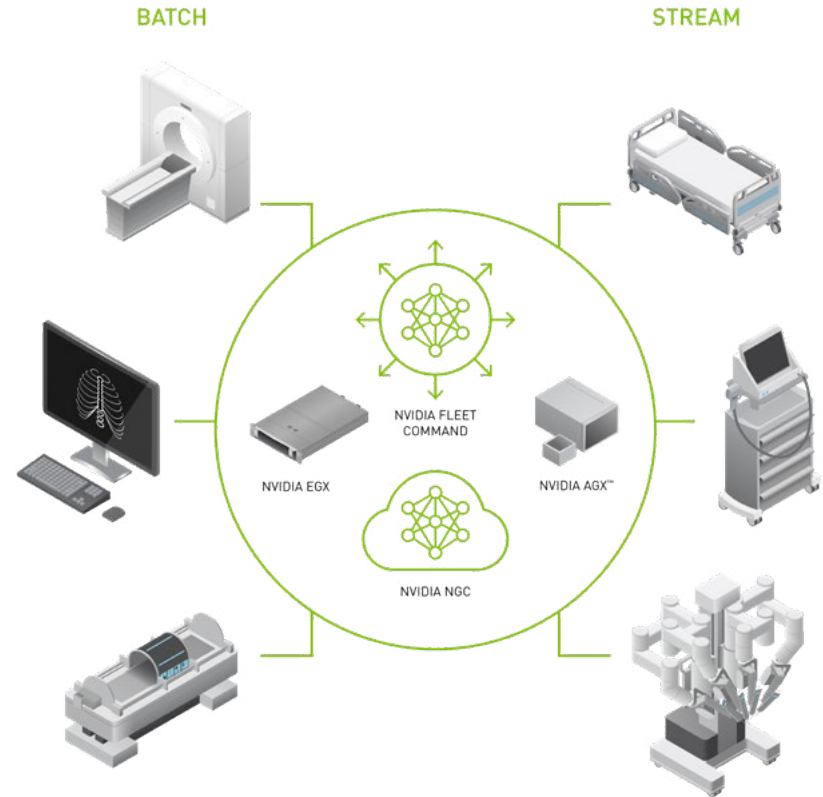 BATCH
STREAM
NVIDIA FLEET
COMMAND
NVIDIA EGX
NVIDIA AGX™
NVIDIA NGC